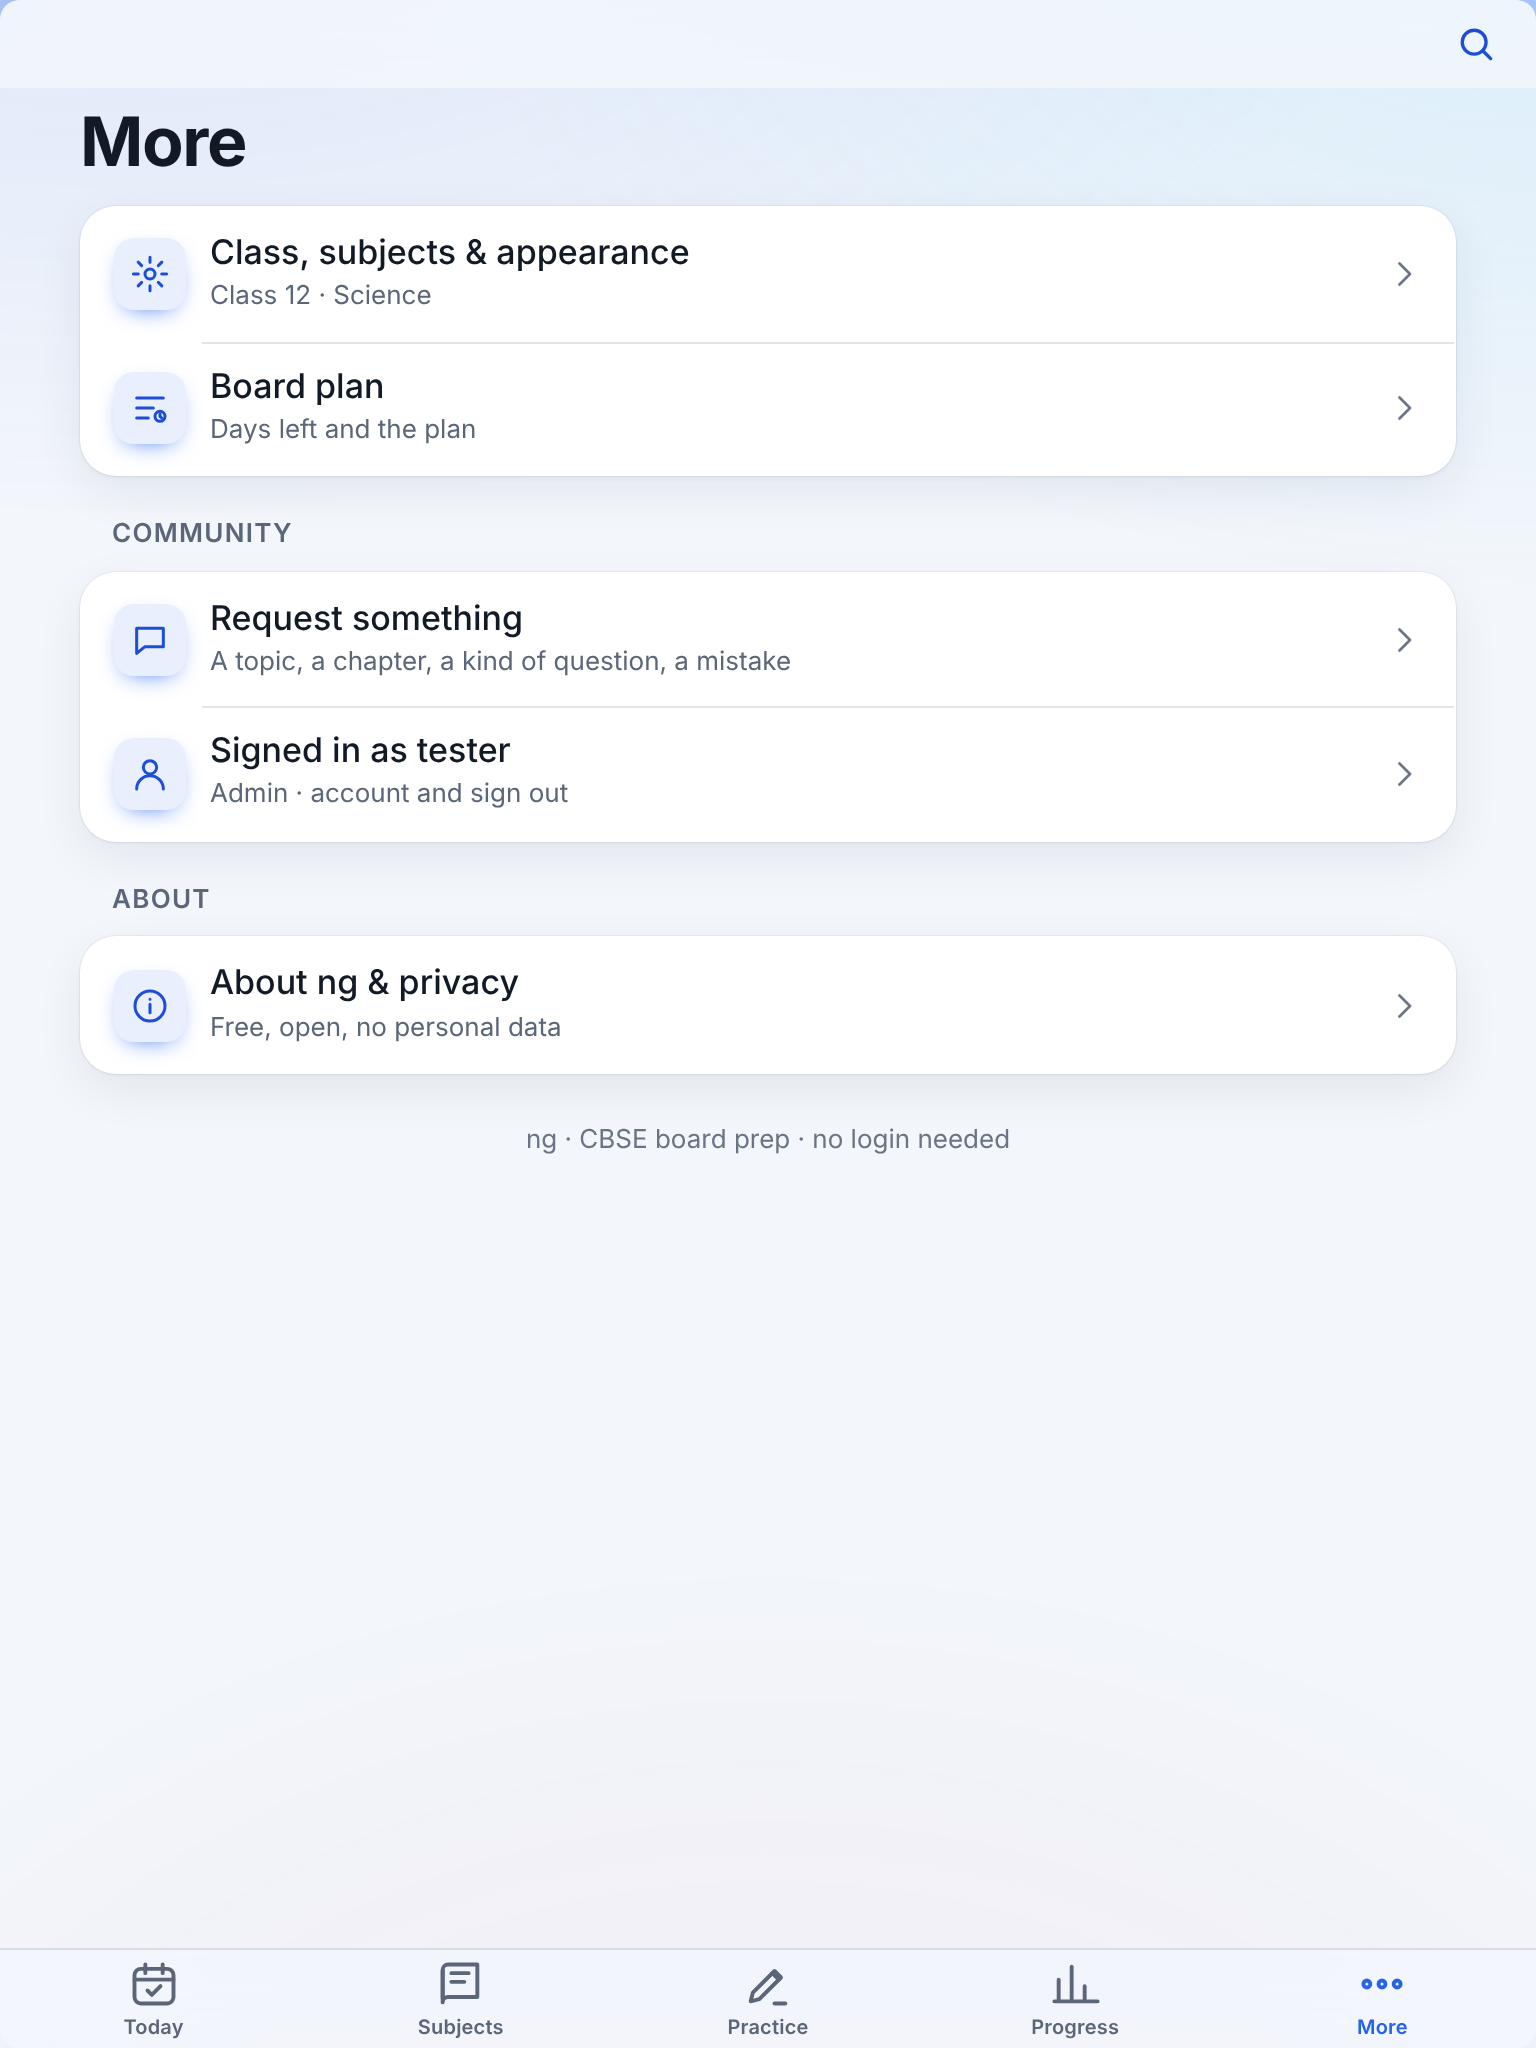 More
Class, subjects & appearance
Class 12 · Science
Board plan
Days left and the plan
COMMUNITY
Request something
A topic, a chapter, a kind of question, a mistake
Signed in as tester
Admin · account and sign out
ABOUT
About ng & privacy
Free, open, no personal data
ng · CBSE board prep · no login needed
Today
Subjects
Practice
Progress
More